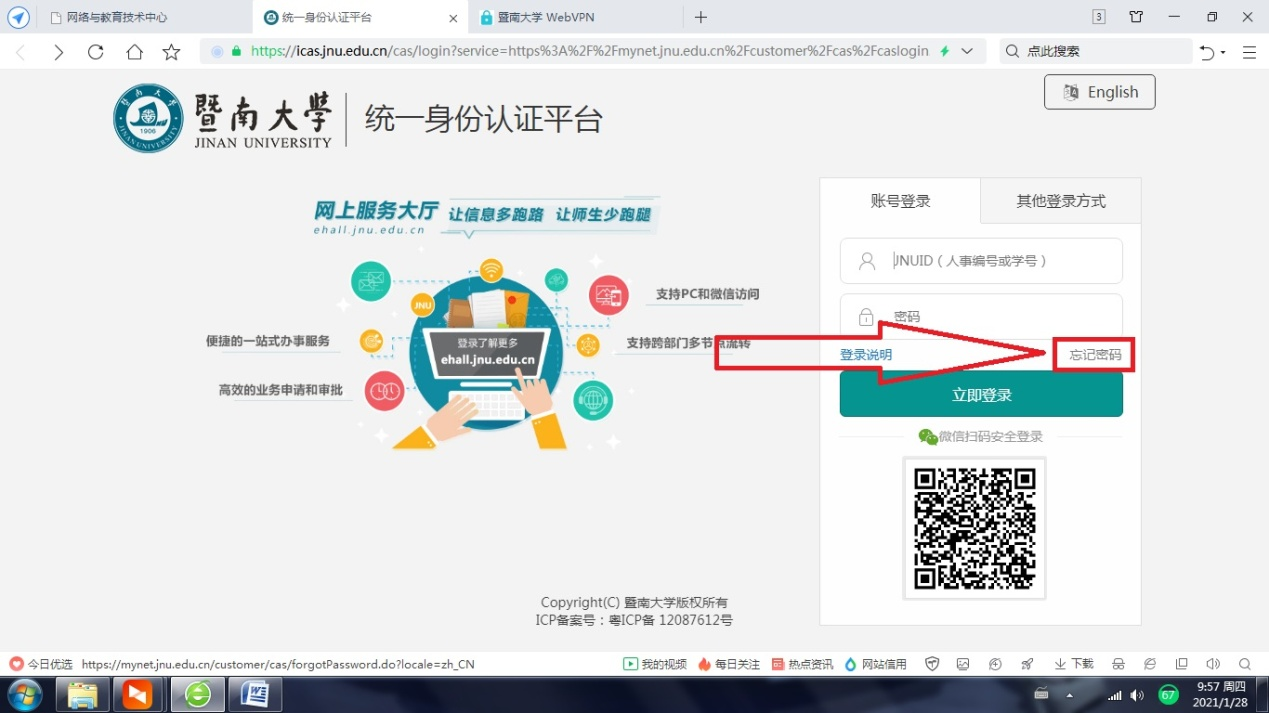 网络与教育技术中心
统一身份认证平台
暨南大学 WebVPN
3
https://icas.jnu.edu.cn/cas/login?service=https%3A%2F%2Fmynet.jnu.edu.cn%2Fcustomer%2Fcas%2Fcaslogin
点此搜索
English
暨南大學
JINAN UNIVERSITY
统一身份认证平台
暨南大學
1906
JINAN UNIVERSITY
网上服务大厅
让信息多跑路 让师生少跑腿
ehall.jnu.edu.cn
账号登录
其他登录方式
JNUID（人事编号或学号）
密码
登录说明
忘记密码
立即登录
微信扫码安全登录
JNU
支持PC和微信访问
便捷的一站式办事服务
支持跨部门多节点流转
登录了解更多
ehall.jnu.edu.cn
高效的业务申请和审批
Copyright(C) 暨南大学版权所有
ICP备案号：粤ICP备 12087612号
今日优选
https://mynet.jnu.edu.cn/customer/cas/forgotPassword.do?locale=zh_CN
我的视频
每日关注
热点资讯
网站信用
下载
67
9:57 周四
2021/1/28